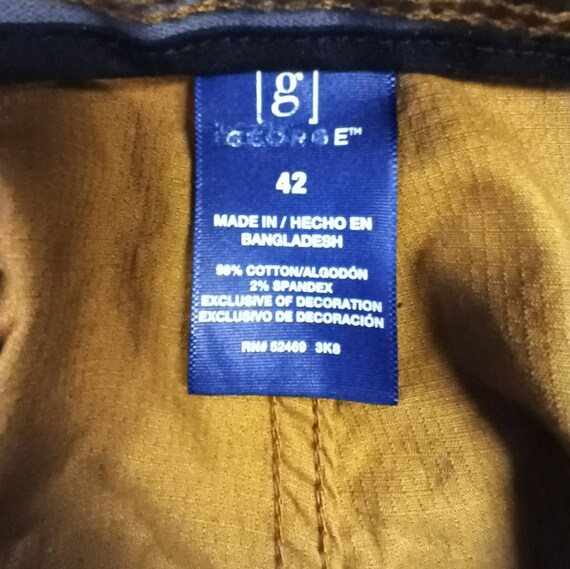 [g]
GEORGE™
42
MADE IN / HECHO EN
BANGLADESH
98% COTTON/ALGODÓN
2% SPANDEX
EXCLUSIVE OF DECORATION
EXCLUSIVO DE DECORACIÓN
RN# 52469 3K8